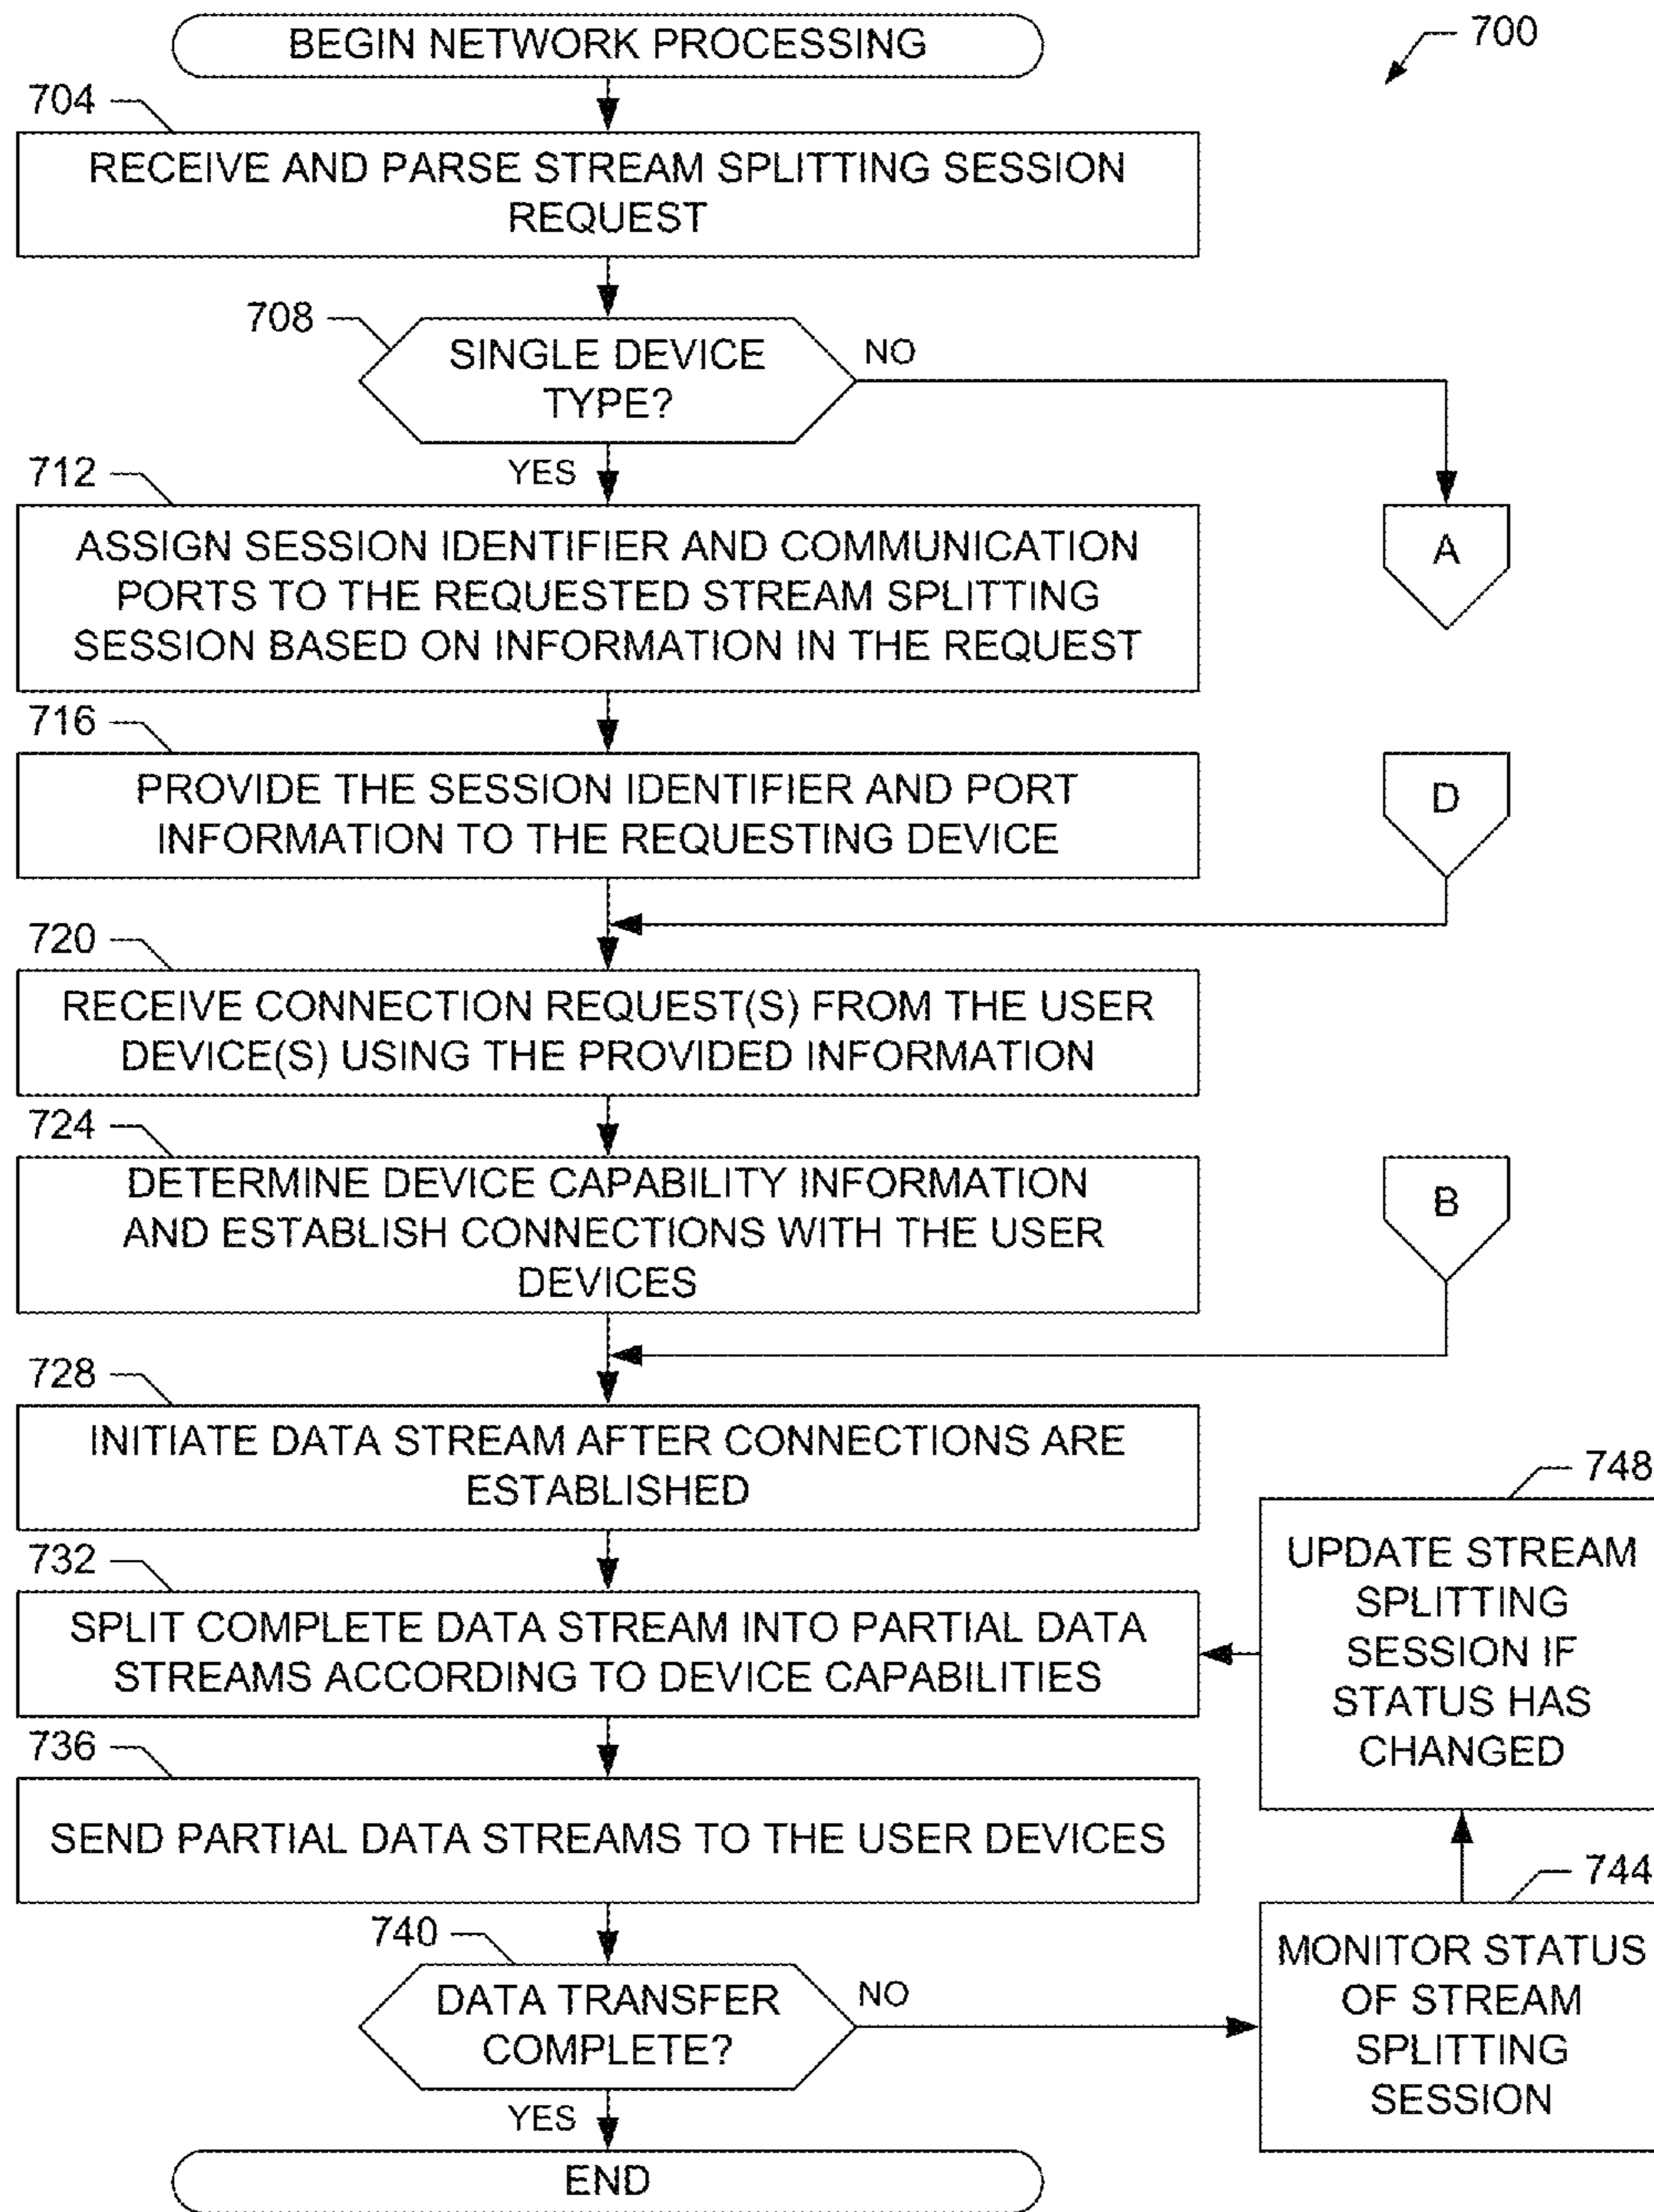 BEGIN NETWORK PROCESSING
700
704
RECEIVE AND PARSE STREAM SPLITTING SESSION
REQUEST
708
SINGLE DEVICE
TYPE?
NO
YES
712
ASSIGN SESSION IDENTIFIER AND COMMUNICATION
PORTS TO THE REQUESTED STREAM SPLITTING
SESSION BASED ON INFORMATION IN THE REQUEST
A
716
PROVIDE THE SESSION IDENTIFIER AND PORT
INFORMATION TO THE REQUESTING DEVICE
D
720
RECEIVE CONNECTION REQUEST(S) FROM THE USER
DEVICE(S) USING THE PROVIDED INFORMATION
724
DETERMINE DEVICE CAPABILITY INFORMATION
AND ESTABLISH CONNECTIONS WITH THE USER
DEVICES
B
728
INITIATE DATA STREAM AFTER CONNECTIONS ARE
ESTABLISHED
732
SPLIT COMPLETE DATA STREAM INTO PARTIAL DATA
STREAMS ACCORDING TO DEVICE CAPABILITIES
748
UPDATE STREAM
SPLITTING
SESSION IF
STATUS HAS
CHANGED
736
SEND PARTIAL DATA STREAMS TO THE USER DEVICES
740
DATA TRANSFER
COMPLETE?
NO
YES
744
MONITOR STATUS
OF STREAM
SPLITTING
SESSION
END